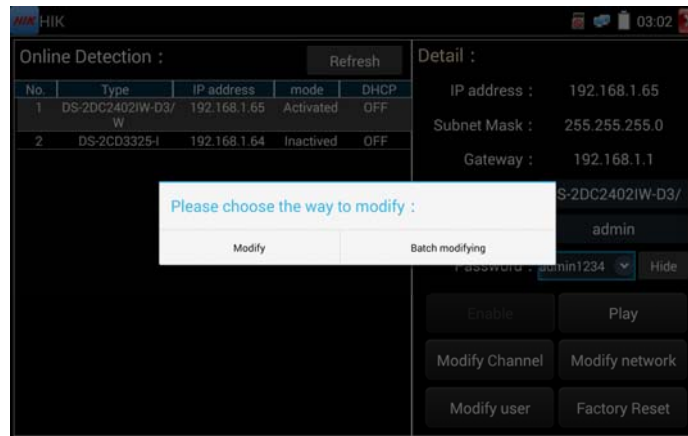 HIK HIK 03:02
Online Detection : Refresh
No. Type IP address mode DHCP
1 DS-2DC2402IW-D3/W 192.168.1.65 Activated OFF
2 DS-2CD3325-I 192.168.1.64 Inactived OFF
Detail :
IP address : 192.168.1.65
Subnet Mask : 255.255.255.0
Gateway : 192.168.1.1
S-2DC2402IW-D3/
admin
Password : admin1234 Hide
Please choose the way to modify :
Modify Batch modifying
Enable Play
Modify Channel Modify network
Modify user Factory Reset